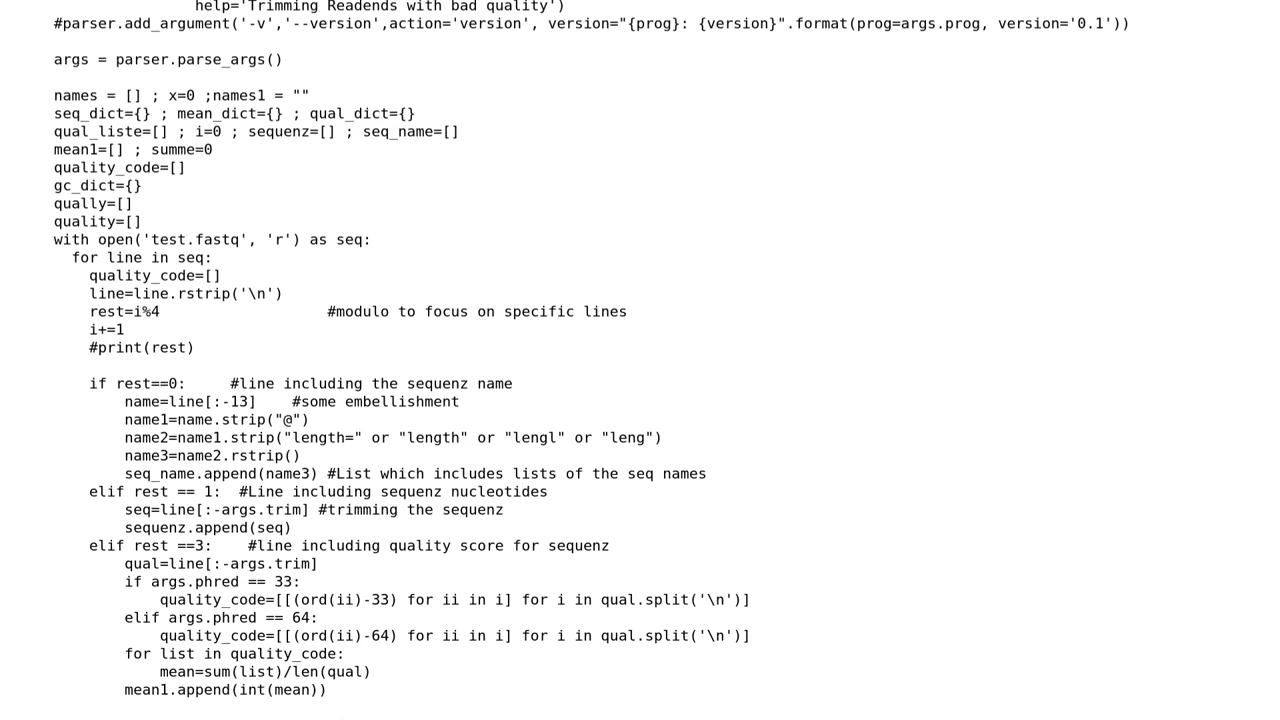 help='Trimming Readends with bad quality')
#parser.add_argument('-v','--version',action='version', version="{prog}: {version}".format(prog=args.prog, version='0.1'))
args = parser.parse_args()
names = [] ; x=0 ;names1 = ""
seq_dict={} ; mean_dict={} ; qual_dict={}
qual_liste=[] ; i=0 ; sequenz=[] ; seq_name=[]
mean1=[] ; summe=0
quality_code=[]
gc_dict={}
qually=[]
quality=[]
with open('test.fastq', 'r') as seq:
for line in seq:
quality_code=[]
line=line.rstrip('\n')
rest=i%4 #modulo to focus on specific lines
i+=1
#print(rest)
if rest==0: #line including the sequenz name
name=line[:-13] #some embellishment
name1=name.strip("@")
name2=name1.strip("length=" or "length" or "lengl" or "leng")
name3=name2.rstrip()
seq_name.append(name3) #List which includes lists of the seq names
elif rest == 1: #Line including sequenz nucleotides
seq=line[:-args.trim] #trimming the sequenz
sequenz.append(seq)
elif rest ==3: #line including quality score for sequenz
qual=line[:-args.trim]
if args.phred == 33:
quality_code=[[(ord(ii)-33) for ii in i] for i in qual.split('\n')]
elif args.phred == 64:
quality_code=[[(ord(ii)-64) for ii in i] for i in qual.split('\n')]
for list in quality_code:
mean=sum(list)/len(qual)
mean1.append(int(mean))